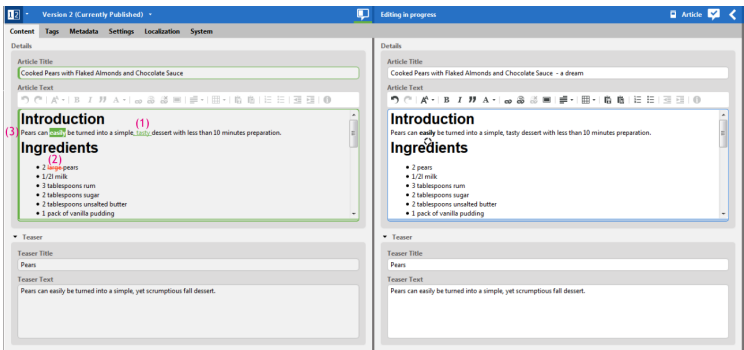 12 Version 2 (Currently Published)
Content Tags Metadata Settings Localization System
Details
Article Title
Cooked Pears with Flaked Almonds and Chocolate Sauce
Article Text
B I A
(1)
Introduction
(3) Pears can easily be turned into a simple, tasty dessert with less than 10 minutes preparation.
Ingredients
(2)
• 2 large pears
• 1/2l milk
• 3 tablespoons rum
• 2 tablespoons sugar
• 2 tablespoons unsalted butter
• 1 pack of vanilla pudding
Teaser
Teaser Title
Pears
Teaser Text
Pears can easily be turned into a simple, yet scrumptious fall dessert.
Editing in progress Article
Details
Article Title
Cooked Pears with Flaked Almonds and Chocolate Sauce - a dream
Article Text
B I A
Introduction
Pears can easily be turned into a simple, tasty dessert with less than 10 minutes preparation.
Ingredients
• 2 pears
• 1/2l milk
• 3 tablespoons rum
• 2 tablespoons sugar
• 2 tablespoons unsalted butter
• 1 pack of vanilla pudding
Teaser
Teaser Title
Pears
Teaser Text
Pears can easily be turned into a simple, yet scrumptious fall dessert.